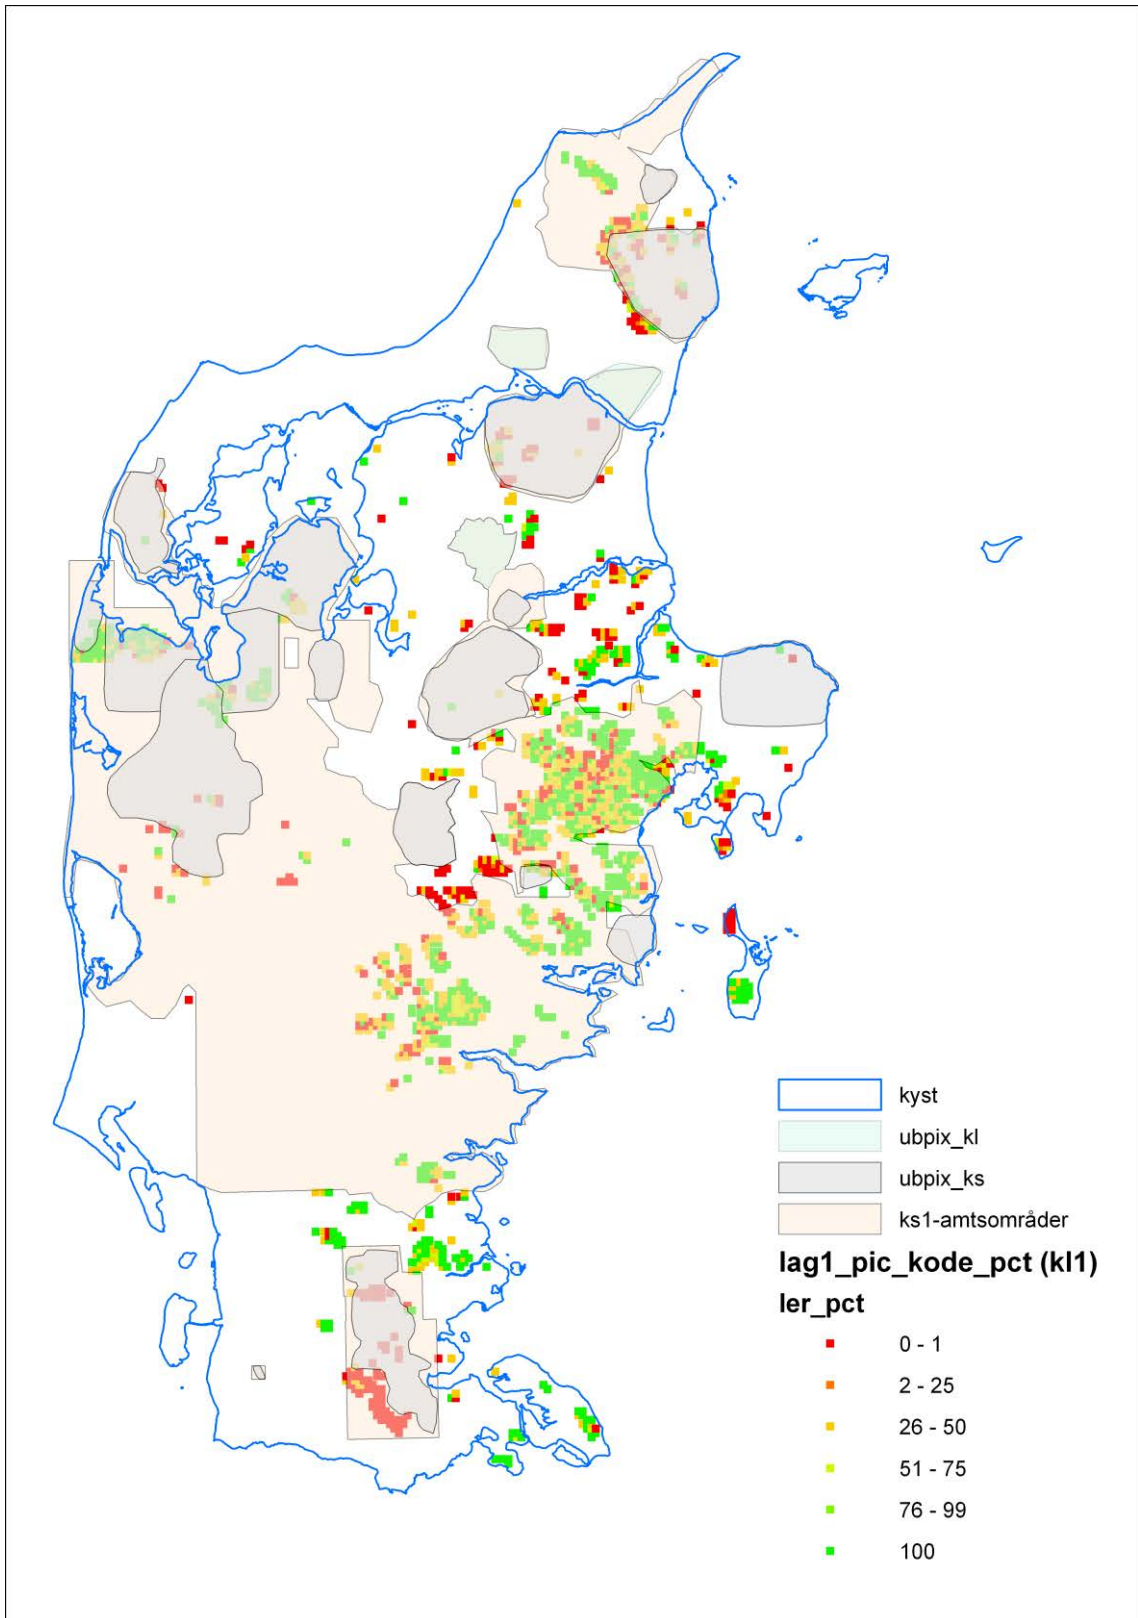 kyst
ubpix_kl
ubpix_ks
ks1-amtsområder
lag1_pic_kode_pct (kl1)
ler_pct
0 - 1
2 - 25
26 - 50
51 - 75
76 - 99
100